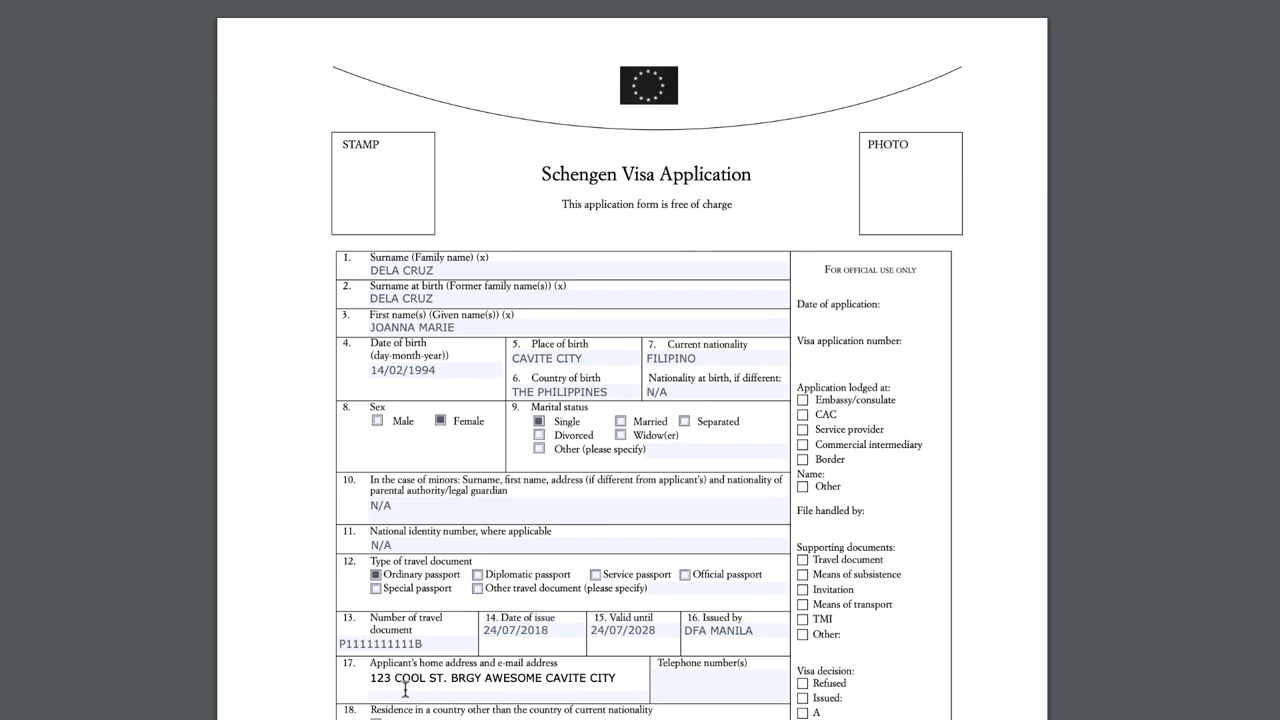 STAMP
PHOTO
Schengen Visa Application
This application form is free of charge
1. Surname (Family name) (x)
DELA CRUZ
2. Surname at birth (Former family name(s)) (x)
DELA CRUZ
3. First name(s) (Given name(s)) (x)
JOANNA MARIE
4. Date of birth
(day-month-year))
14/02/1994
5. Place of birth
CAVITE CITY
6. Country of birth
THE PHILIPPINES
7. Current nationality
FILIPINO
Nationality at birth, if different:
N/A
8. Sex
Male Female
9. Marital status
Single Married Separated
Divorced Widow(er)
Other (please specify)
10. In the case of minors: Surname, first name, address (if different from applicant's) and nationality of
parental authority/legal guardian
N/A
11. National identity number, where applicable
N/A
12. Type of travel document
Ordinary passport Diplomatic passport Service passport Official passport
Special passport Other travel document (please specify)
13. Number of travel
document
P1111111111B
14. Date of issue
24/07/2018
15. Valid until
24/07/2028
16. Issued by
DFA MANILA
17. Applicant's home address and e-mail address
123 COOL ST. BRGY AWESOME CAVITE CITY
Telephone number(s)
18. Residence in a country other than the country of current nationality
For official use only
Date of application:
Visa application number:
Application lodged at:
Embassy/consulate
CAC
Service provider
Commercial intermediary
Border
Name:
Other
File handled by:
Supporting documents:
Travel document
Means of subsistence
Invitation
Means of transport
TMI
Other:
Visa decision:
Refused
Issued:
A